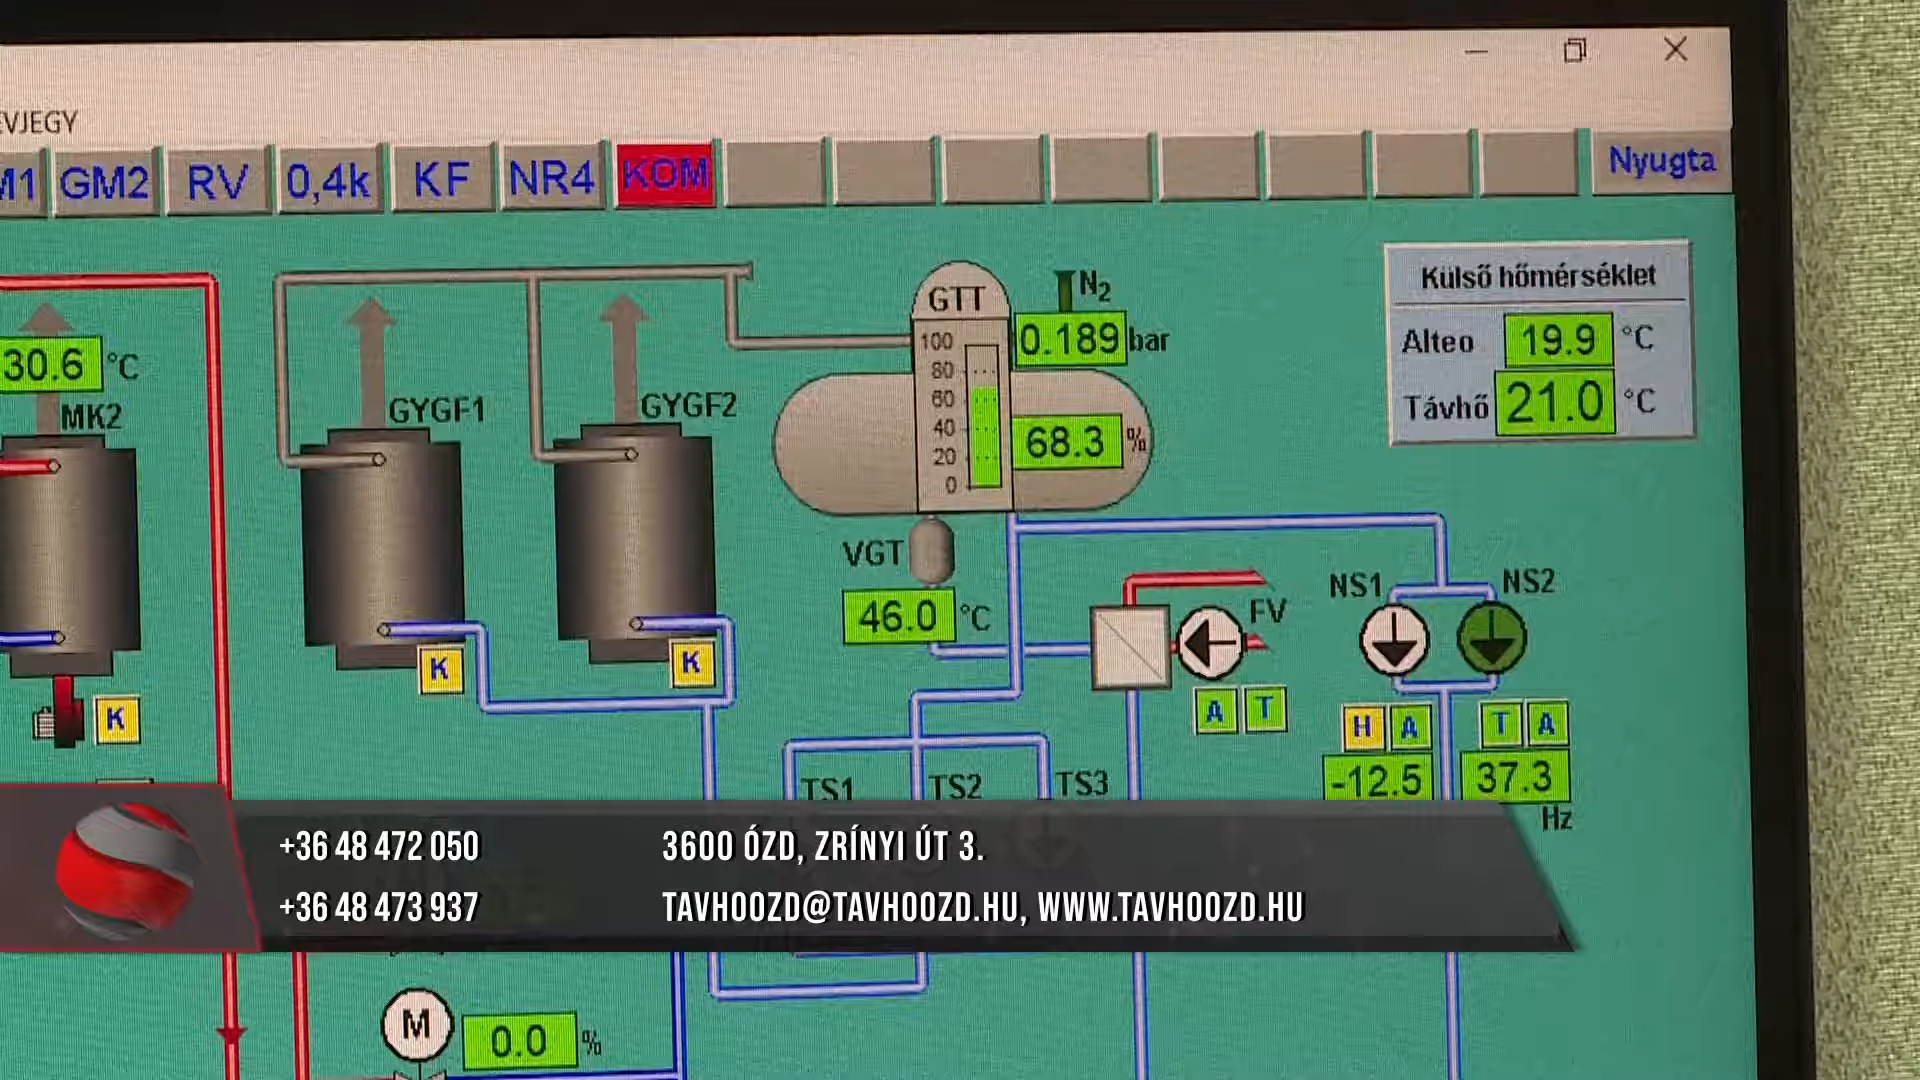 VJEGY
M1 GM2 RV 0,4k KF NR4 KOM Nyugta
Külső hőmérséklet
Alteo 19.9 °C
Távhő 21.0 °C
GTT
N2
0.189 bar
100
80
60
40
20
0
68.3 %
30.6 °C
MK2
GYGF1
GYGF2
VGT
46.0 °C
FV
NS1
NS2
K
K
K
A T
H A
T A
-12.5
37.3
Hz
TS1
TS2
TS3
+36 48 472 050
3600 ÓZD, ZRÍNYI ÚT 3.
+36 48 473 937
TAVHOOZD@TAVHOOZD.HU, WWW.TAVHOOZD.HU
M
0.0 %